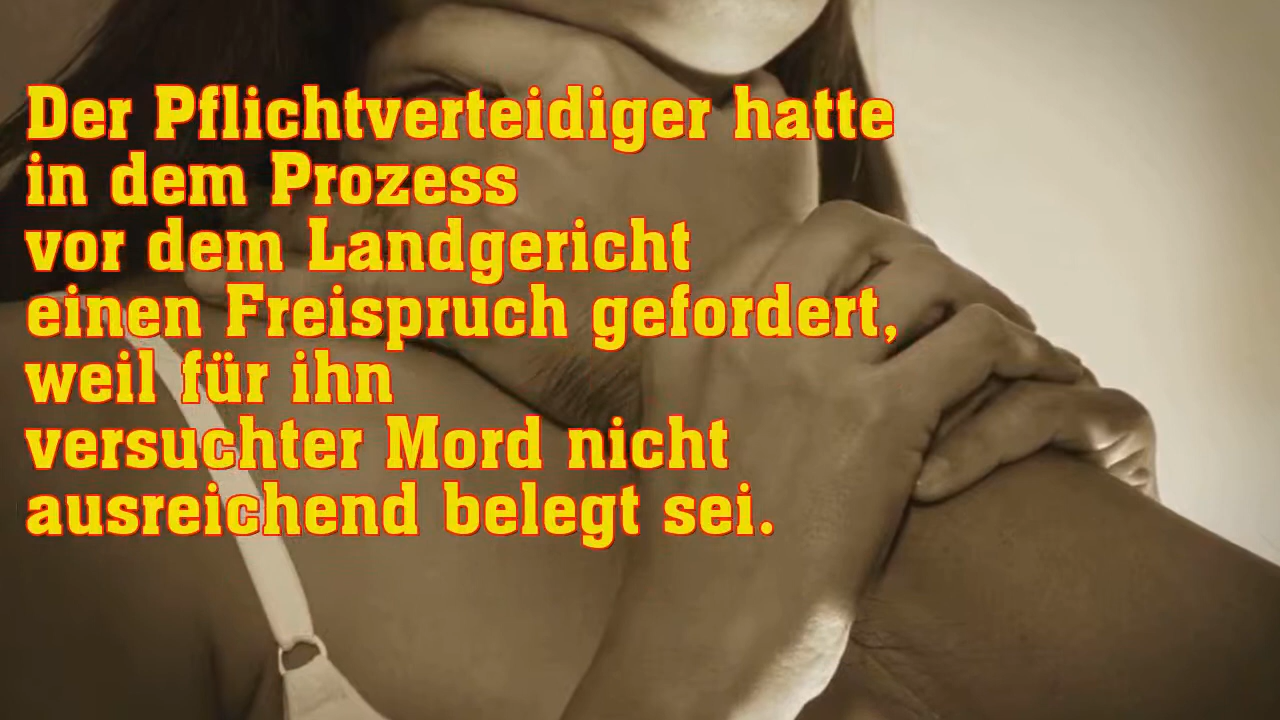 Der Pflichtverteidiger hatte
in dem Prozess
vor dem Landgericht
einen Freispruch gefordert,
weil für ihn
versuchter Mord nicht
ausreichend belegt sei.